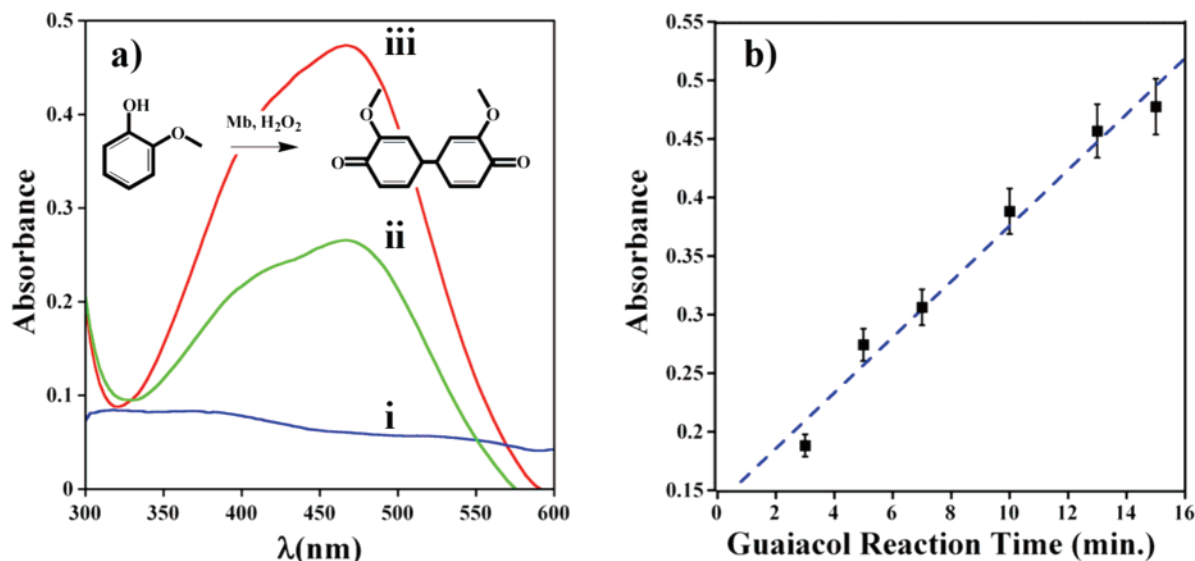 a)
iii
ii
i
OH
O
Mb, H₂O₂
O
O
O
O
0.5
0.4
0.3
0.2
0.1
0
300 350 400 450 500 550 600
Absorbance
λ(nm)
b)
0.55
0.5
0.45
0.4
0.35
0.3
0.25
0.2
0.15
0 2 4 6 8 10 12 14 16
Absorbance
Guaiacol Reaction Time (min.)